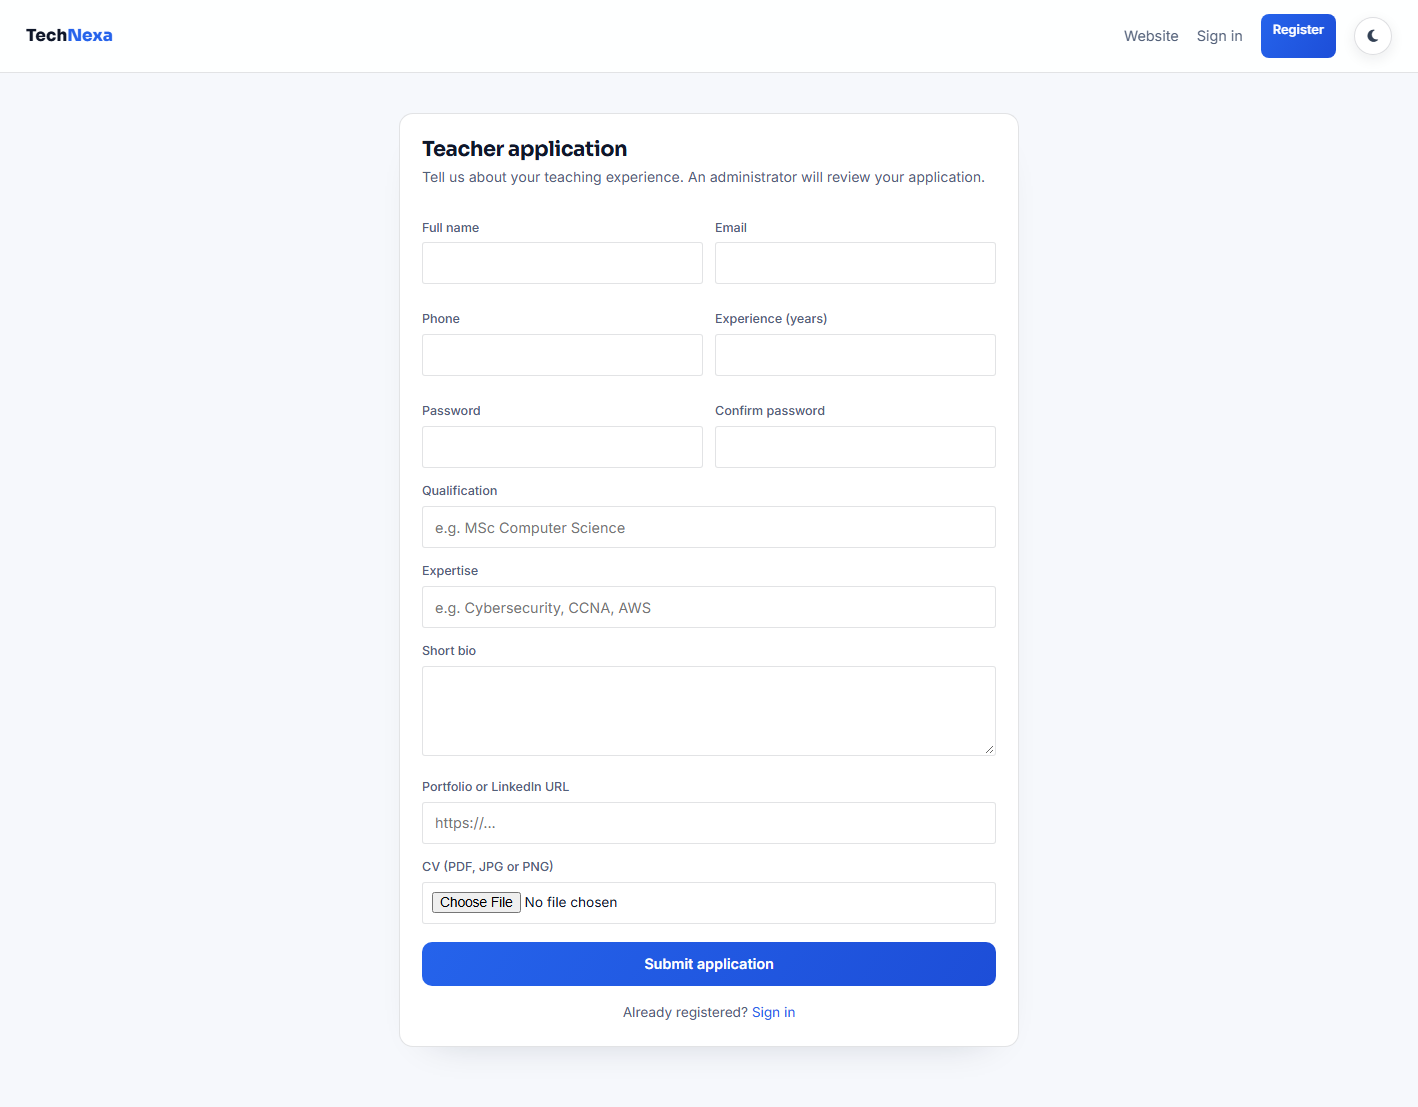 TechNexa
Website
Sign in
Register
Teacher application
Tell us about your teaching experience. An administrator will review your application.
Full name
Email
Phone
Experience (years)
Password
Confirm password
Qualification
e.g. MSc Computer Science
Expertise
e.g. Cybersecurity, CCNA, AWS
Short bio
Portfolio or LinkedIn URL
https://...
CV (PDF, JPG or PNG)
Choose File No file chosen
Submit application
Already registered? Sign in